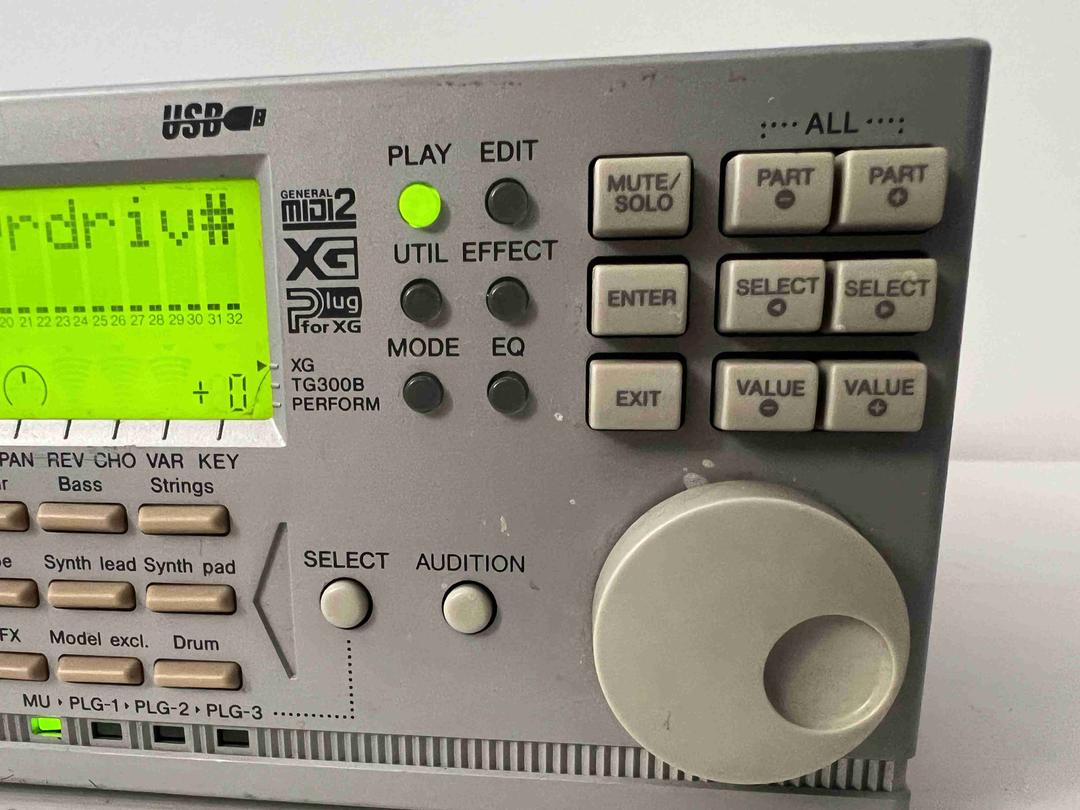 USB
ALL
PLAY EDIT
MUTE/
SOLO
PART
PART
GENERAL
MIDI2
rdriv#
XG
UTIL EFFECT
ENTER
SELECT
SELECT
Plug
for XG
20 21 22 23 24 25 26 27 28 29 30 31 32
MODE EQ
XG
TG300B
PERFORM
+ 0
EXIT
VALUE
VALUE
PAN REV CHO VAR KEY
Bass Strings
SELECT AUDITION
Synth lead Synth pad
FX Model excl. Drum
MU PLG-1 PLG-2 PLG-3